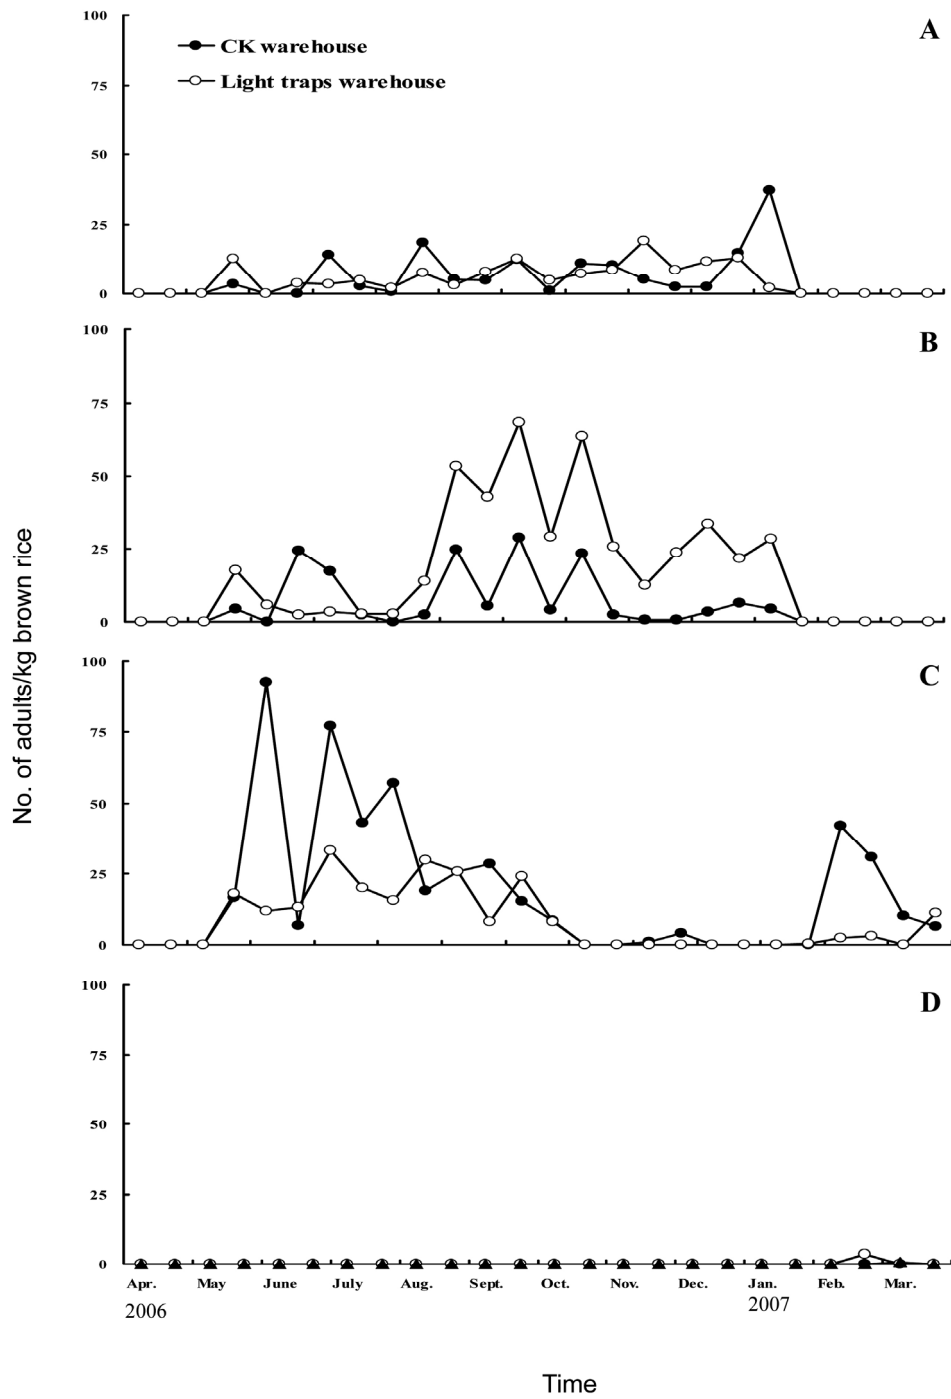 100
A
CK warehouse
Light traps warehouse
75
50
25
0
100
B
75
50
25
0
No. of adults/kg brown rice
100
C
75
50
25
0
100
D
75
50
25
0
Apr. May June July Aug. Sept. Oct. Nov. Dec. Jan. Feb. Mar.
2006 2007
Time